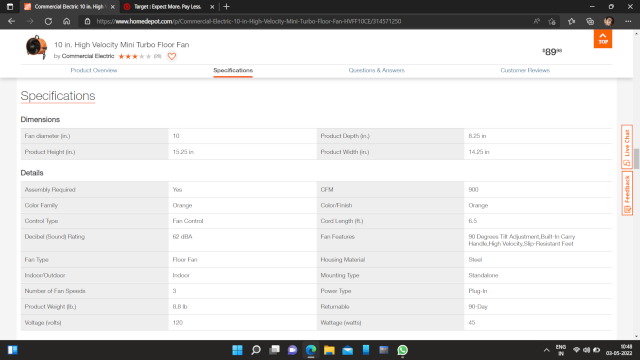 Commercial Electric 10 in. High V
Target : Expect More. Pay Less.
https://www.homedepot.com/p/Commercial-Electric-10-in-High-Velocity-Mini-Turbo-Floor-Fan-HVFF10CE/314571250
10 in. High Velocity Mini Turbo Floor Fan
by Commercial Electric
$89
TOP
Product Overview Specifications Questions & Answers Customer Reviews
Specifications
Dimensions
Fan diameter (in.) 10 Product Depth (in.) 8.25 in
Product Height (in.) 15.25 in Product Width (in.) 14.25 in
Details
Assembly Required Yes CFM 900
Color Family Orange Color/Finish Orange
Control Type Fan Control Cord Length (ft.) 6.5
Decibel (Sound) Rating 62 dBA Fan Features 90 Degrees Tilt Adjustment,Built-In Carry
Handle,High Velocity,Slip-Resistant Feet
Fan Type Floor Fan Housing Material Steel
Indoor/Outdoor Indoor Mounting Type Standalone
Number of Fan Speeds 3 Power Type Plug-In
Product Weight (lb.) 8.8 lb Returnable 90-Day
Voltage (volts) 120 Wattage (watts) 45
Live Chat
Feedback
ENG 10:48
IN 03-05-2022